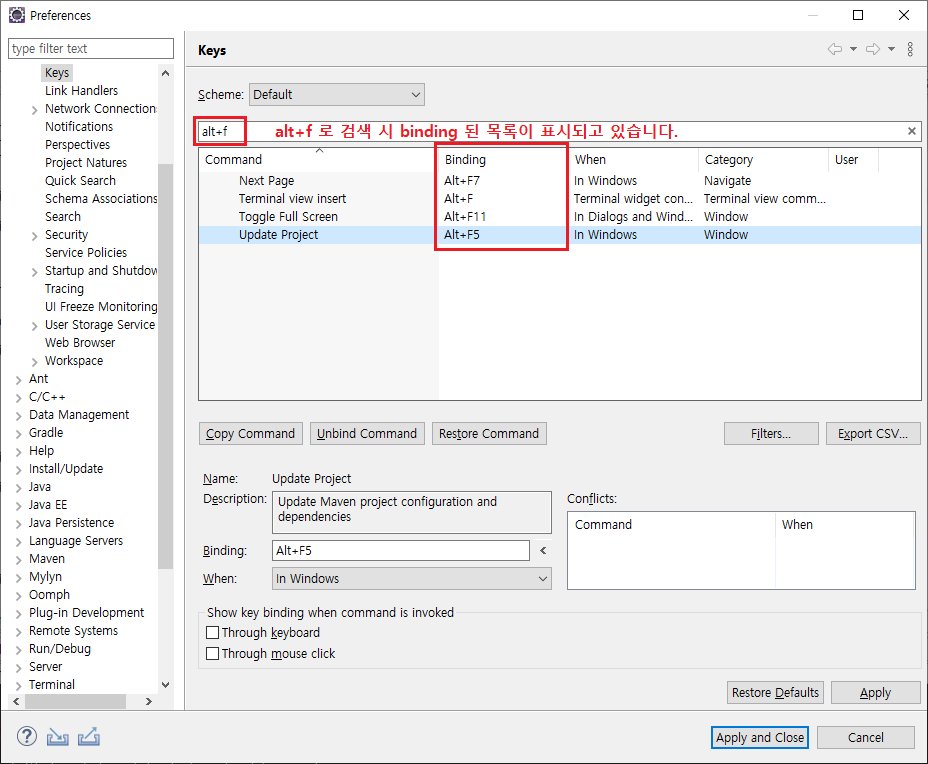 Preferences
type filter text
Keys
Link Handlers
Network Connection
Notifications
Perspectives
Project Natures
Quick Search
Schema Associations
Search
Security
Service Policies
Startup and Shutdow
Tracing
UI Freeze Monitoring
User Storage Service
Web Browser
Workspace
Ant
C/C++
Data Management
Gradle
Help
Install/Update
Java
Java EE
Java Persistence
Language Servers
Maven
Mylyn
Oomph
Plug-in Development
Remote Systems
Run/Debug
Server
Terminal
Keys
Scheme: Default
alt+f alt+f 로 검색 시 binding 된 목록이 표시되고 있습니다.
Command Binding When Category User
Next Page Alt+F7 In Windows Navigate
Terminal view insert Alt+F Terminal widget con... Terminal view comm...
Toggle Full Screen Alt+F11 In Dialogs and Wind... Window
Update Project Alt+F5 In Windows Window
Copy Command Unbind Command Restore Command Filters... Export CSV...
Name: Update Project
Description: Update Maven project configuration and
dependencies
Conflicts:
Command When
Binding: Alt+F5
When: In Windows
Show key binding when command is invoked
Through keyboard
Through mouse click
Restore Defaults Apply
Apply and Close Cancel